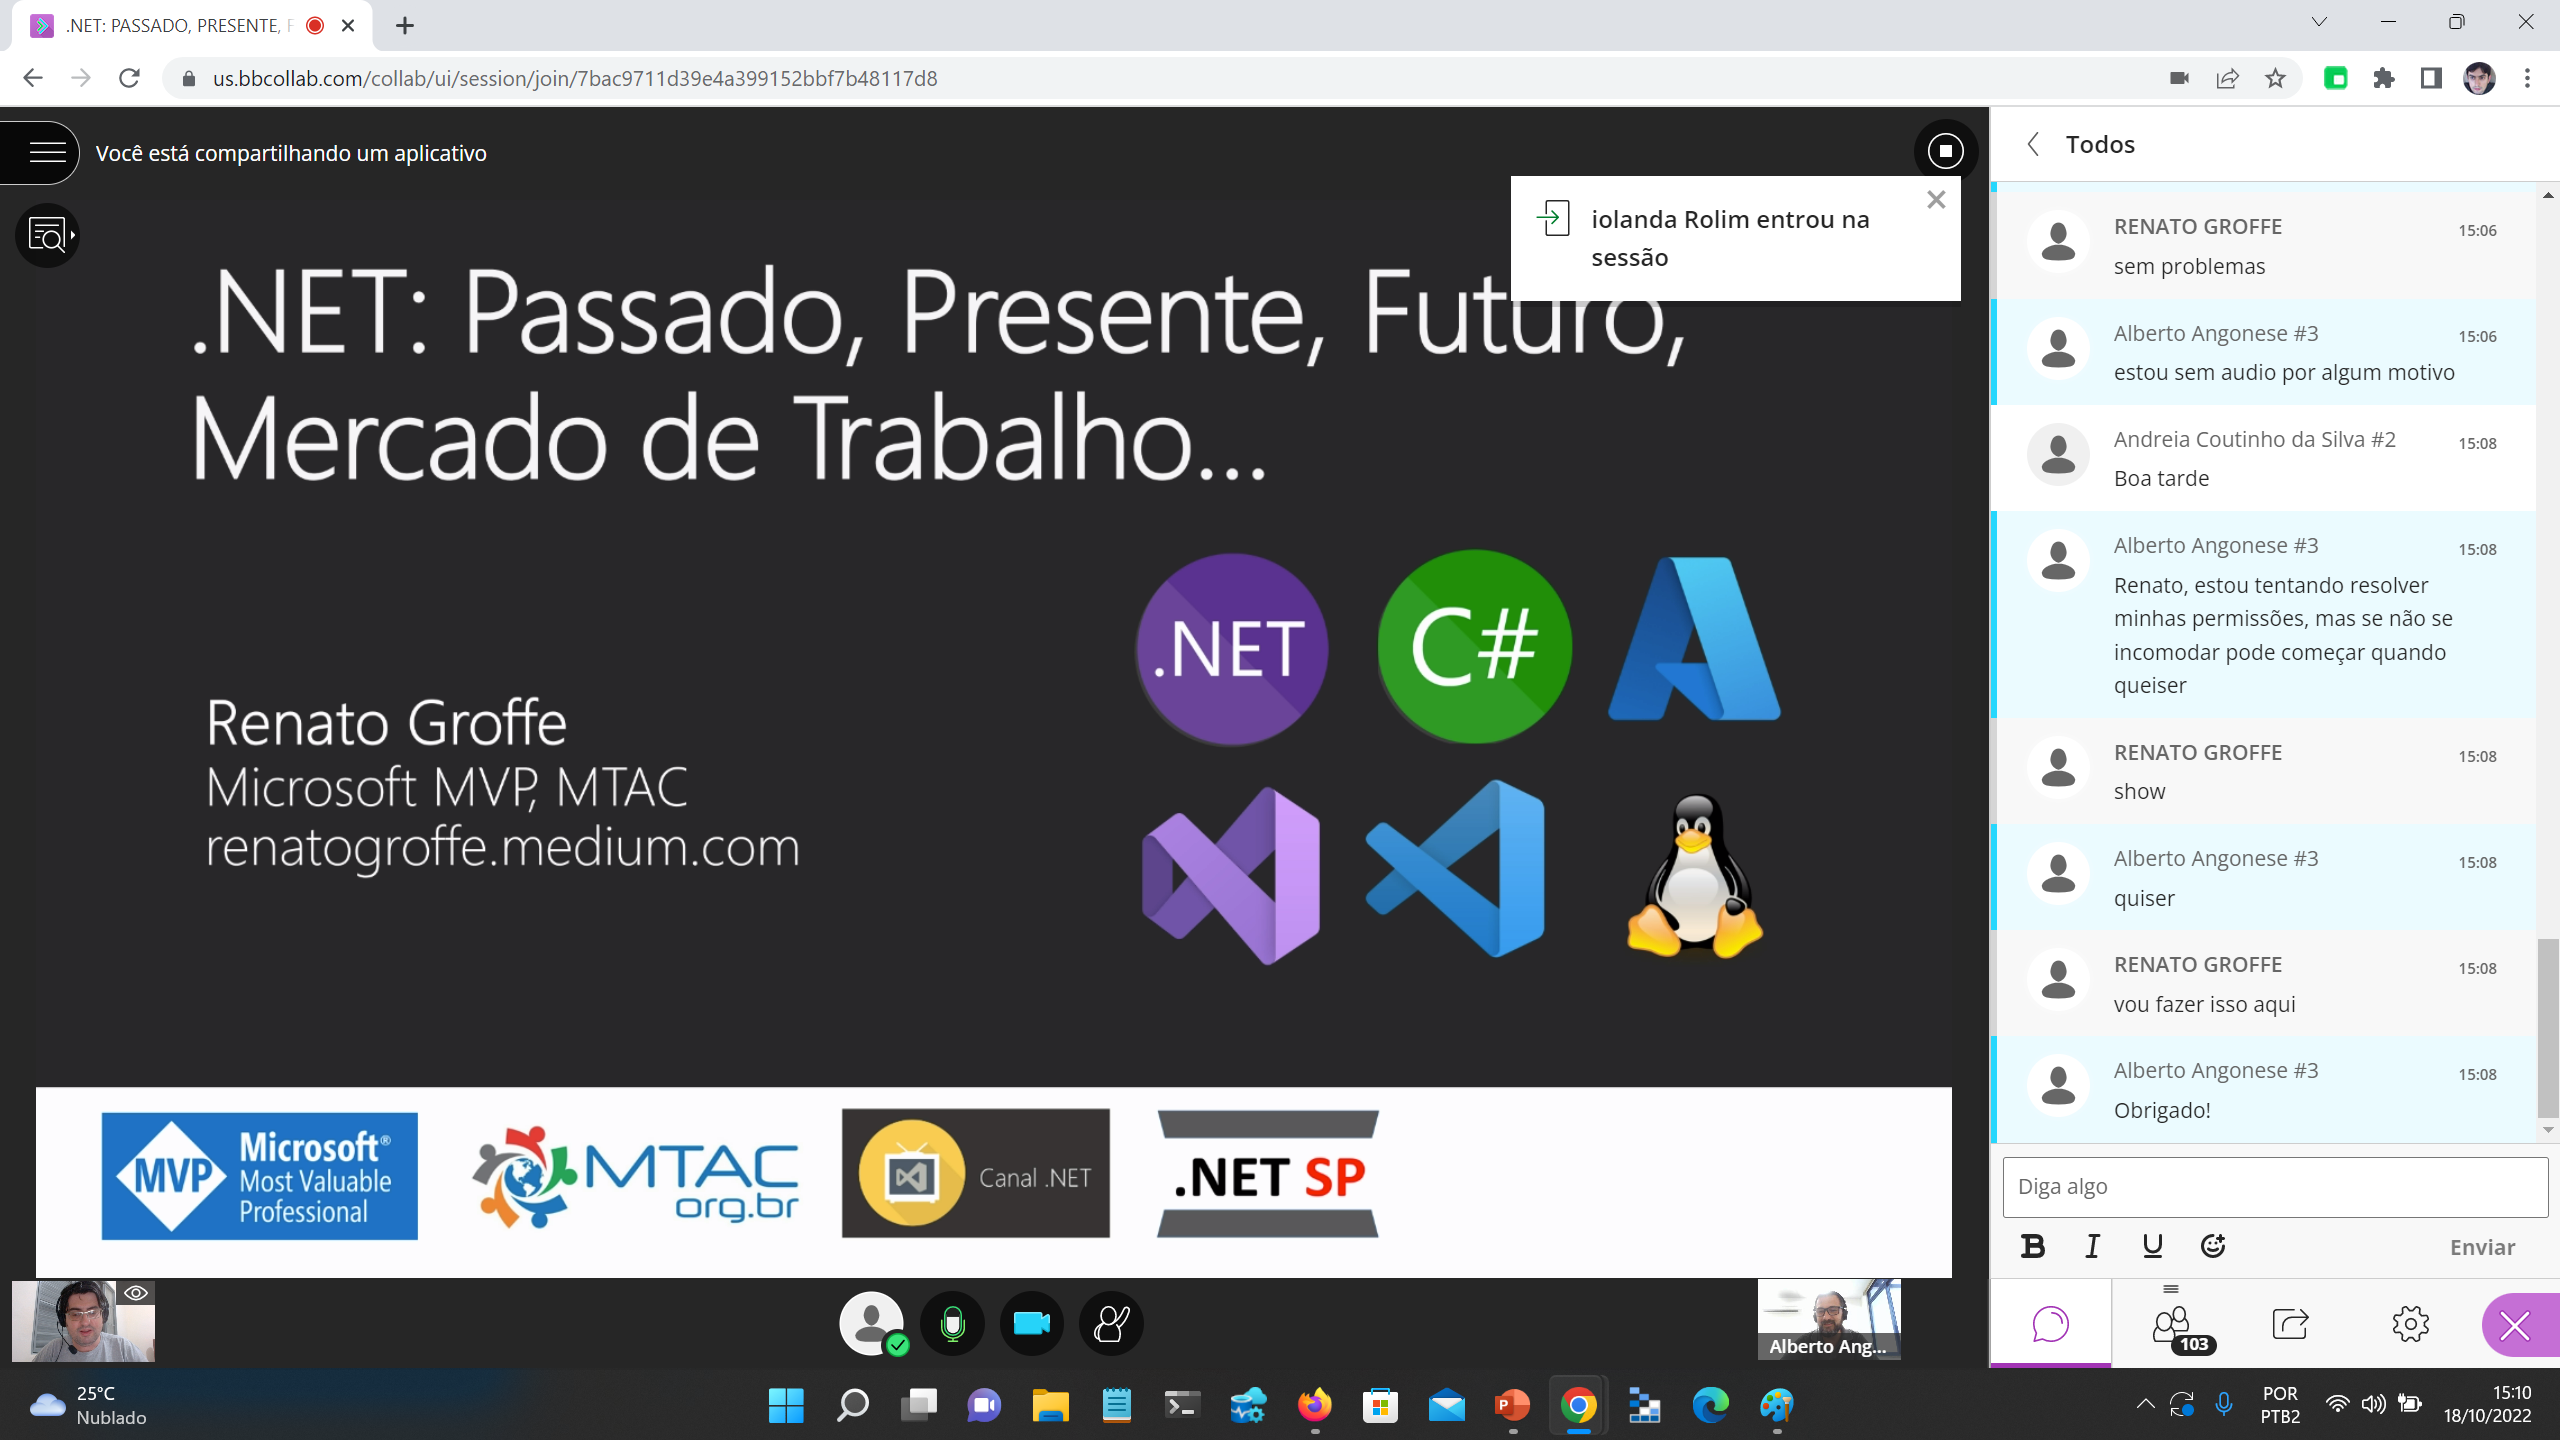 .NET: PASSADO, PRESENTE, F
us.bbcollab.com/collab/ui/session/join/7bac9711d39e4a399152bbf7b48117d8
Você está compartilhando um aplicativo
iolanda Rolim entrou na
sessão
.NET: Passado, Presente, Futuro,
Mercado de Trabalho...
.NET
C#
Renato Groffe
Microsoft MVP, MTAC
renatogroffe.medium.com
MVP
Microsoft®
Most Valuable
Professional
MTAC
org.br
Canal .NET
.NET SP
Alberto Ang...
Todos
RENATO GROFFE 15:06
sem problemas
Alberto Angonese #3 15:06
estou sem audio por algum motivo
Andreia Coutinho da Silva #2 15:08
Boa tarde
Alberto Angonese #3 15:08
Renato, estou tentando resolver
minhas permissões, mas se não se
incomodar pode começar quando
queiser
RENATO GROFFE 15:08
show
Alberto Angonese #3 15:08
quiser
RENATO GROFFE 15:08
vou fazer isso aqui
Alberto Angonese #3 15:08
Obrigado!
Diga algo
B I U
Enviar
103
25°C
Nublado
P
POR
PTB2
15:10
18/10/2022